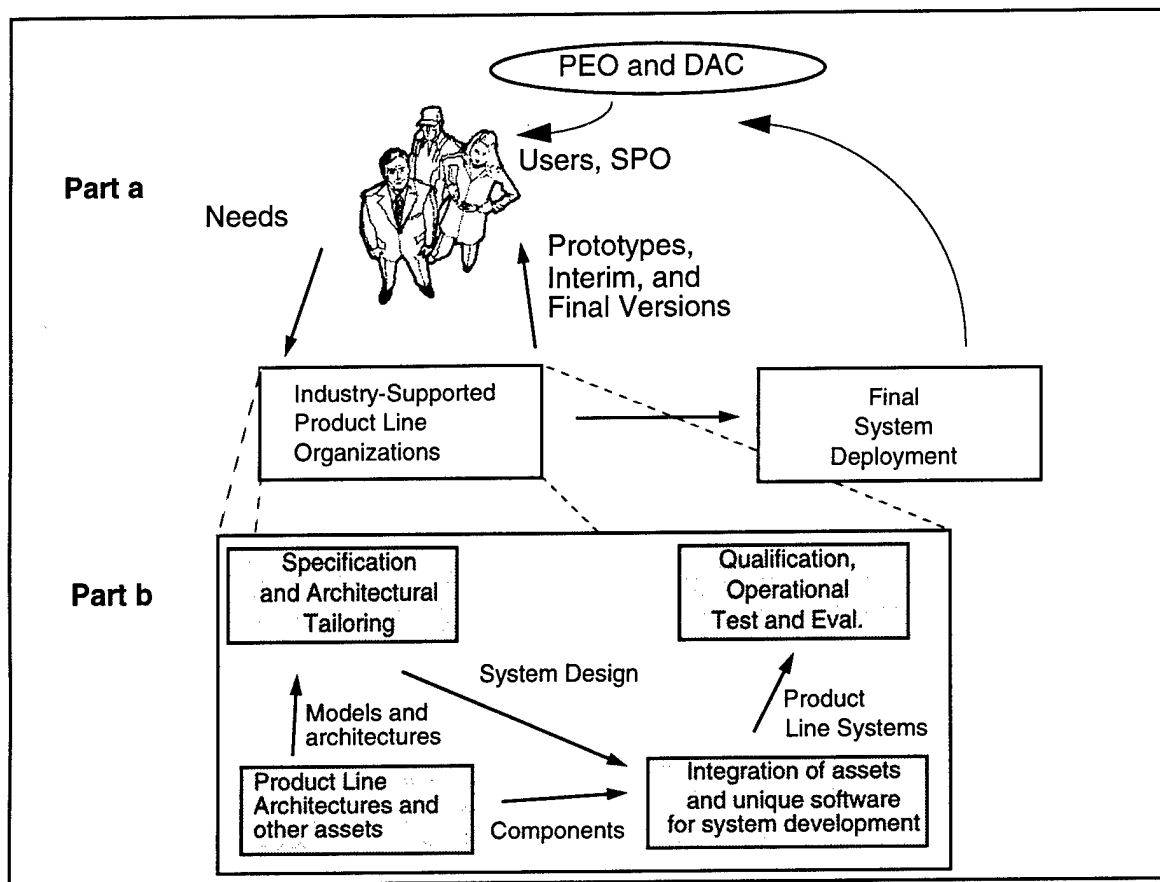 PEO and DAC
Users, SPO
Part a
Needs
Prototypes,
Interim, and
Final Versions
Industry-Supported
Product Line
Organizations
Final
System
Deployment
Part b
Specification
and Architectural
Tailoring
Qualification,
Operational
Test and Eval.
System Design
Models and
architectures
Product
Line Systems
Product Line
Architectures and
other assets
Components
Integration of assets
and unique software
for system development